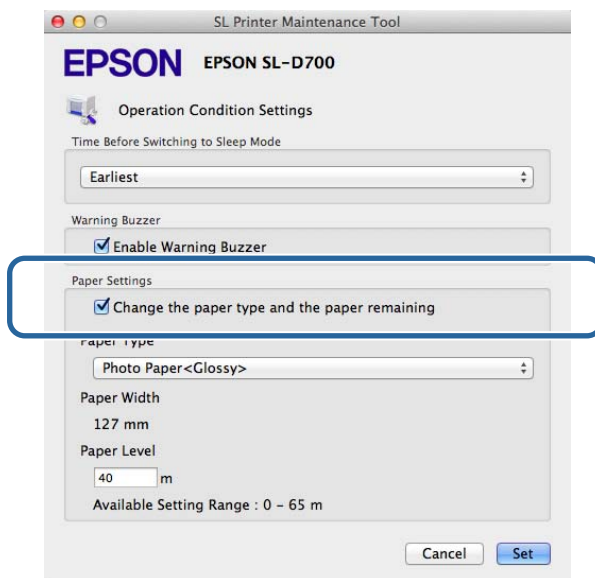 SL Printer Maintenance Tool
EPSON EPSON SL-D700
Operation Condition Settings
Time Before Switching to Sleep Mode
Earliest
Warning Buzzer
Enable Warning Buzzer
Paper Settings
Change the paper type and the paper remaining
Paper Type
Photo Paper<Glossy>
Paper Width
127 mm
Paper Level
40 m
Available Setting Range : 0 - 65 m
Cancel Set